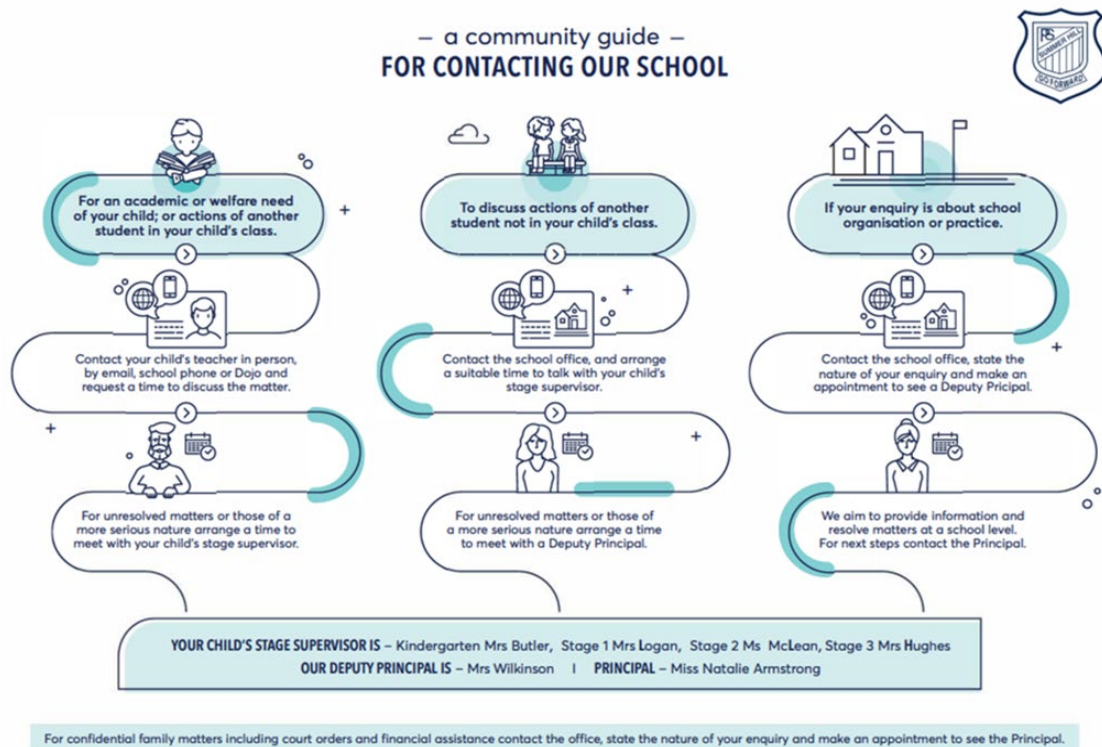 – a community guide –
FOR CONTACTING OUR SCHOOL
PS
SUMMER HILL
GO FORWARD
For an academic or welfare need
of your child; or actions of another
student in your child's class.
Contact your child's teacher in person,
by email, school phone or Dojo and
request a time to discuss the matter.
For unresolved matters or those of a
more serious nature arrange a time to
meet with your child's stage supervisor.
To discuss actions of another
student not in your child's class.
Contact the school office, and arrange
a suitable time to talk with your child's
stage supervisor.
For unresolved matters or those of
a more serious nature arrange a time
to meet with a Deputy Principal.
If your enquiry is about school
organisation or practice.
Contact the school office, state the
nature of your enquiry and make an
appointment to see a Deputy Pricipal.
We aim to provide information and
resolve matters at a school level.
For next steps contact the Principal.
YOUR CHILD'S STAGE SUPERVISOR IS – Kindergarten Mrs Butler, Stage 1 Mrs Logan, Stage 2 Ms McLean, Stage 3 Mrs Hughes
OUR DEPUTY PRINCIPAL IS – Mrs Wilkinson | PRINCIPAL – Miss Natalie Armstrong
For confidential family matters including court orders and financial assistance contact the office, state the nature of your enquiry and make an appointment to see the Principal.